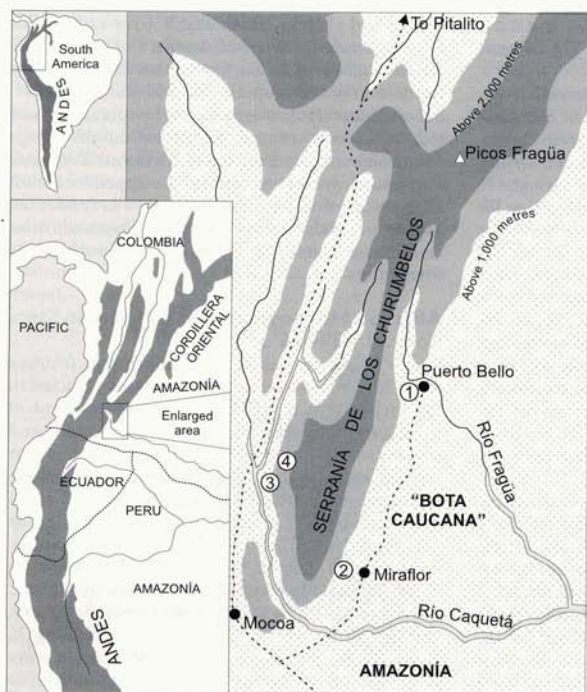 South
America
ANDES
COLOMBIA
PACIFIC
CORDILLERA
ORIENTAL
AMAZONÍA
Enlarged
area
ECUADOR
PERU
AMAZONÍA
ANDES
To Pitalito
Above 2,000 metres
Picos Fragüa
Above 1,000 metres
SERRANÍA DE LOS CHURUMBELOS
1
Puerto Bello
Río Fragüa
4
3
"BOTA
CAUCANA"
2
Miraflor
Mocoa
Río Caquetá
AMAZONÍA